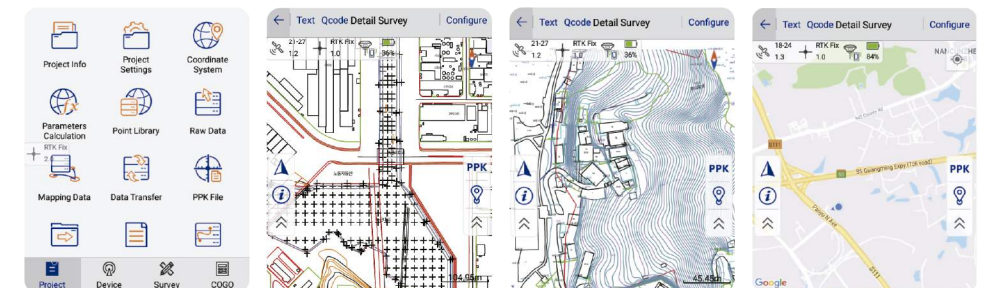 Project Info
Project
Settings
Coordinate
System
Parameters
Calculation
Point Library
Raw Data
RTK Fix
Mapping Data
Data Transfer
PPK File
Project
Device
Survey
COGO
Text Qcode Detail Survey Configure
21-27 RTK Fix
1.2 1.0 36%
PPK
104.95m
Text Qcode Detail Survey Configure
21-27 RTK Fix
1.2 1.0 36%
PPK
45.45m
Text Qcode Detail Survey Configure
18-24 RTK Fix
1.3 1.0 84%
S111
PPK
S111
Google